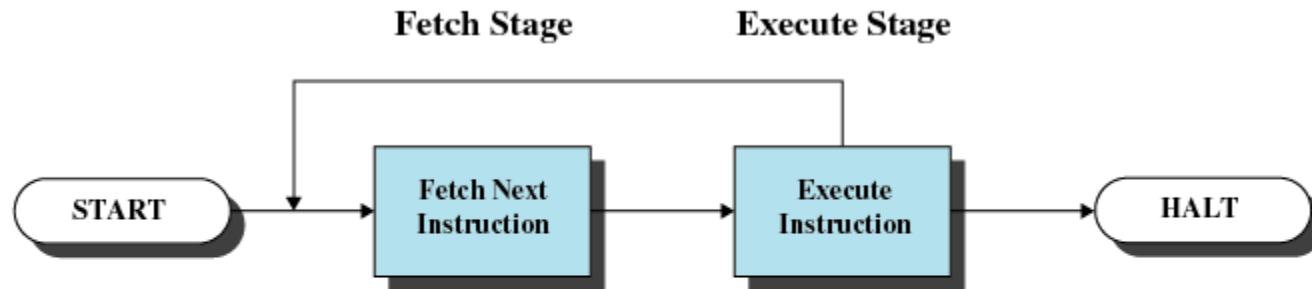 Fetch Stage
Execute Stage
START
Fetch Next
Instruction
Execute
Instruction
HALT